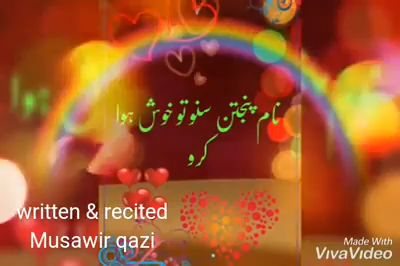 نام پنجتن سنو تو خوش ہوا
کرو
written & recited
Musawir qazi
Made With
VivaVideo